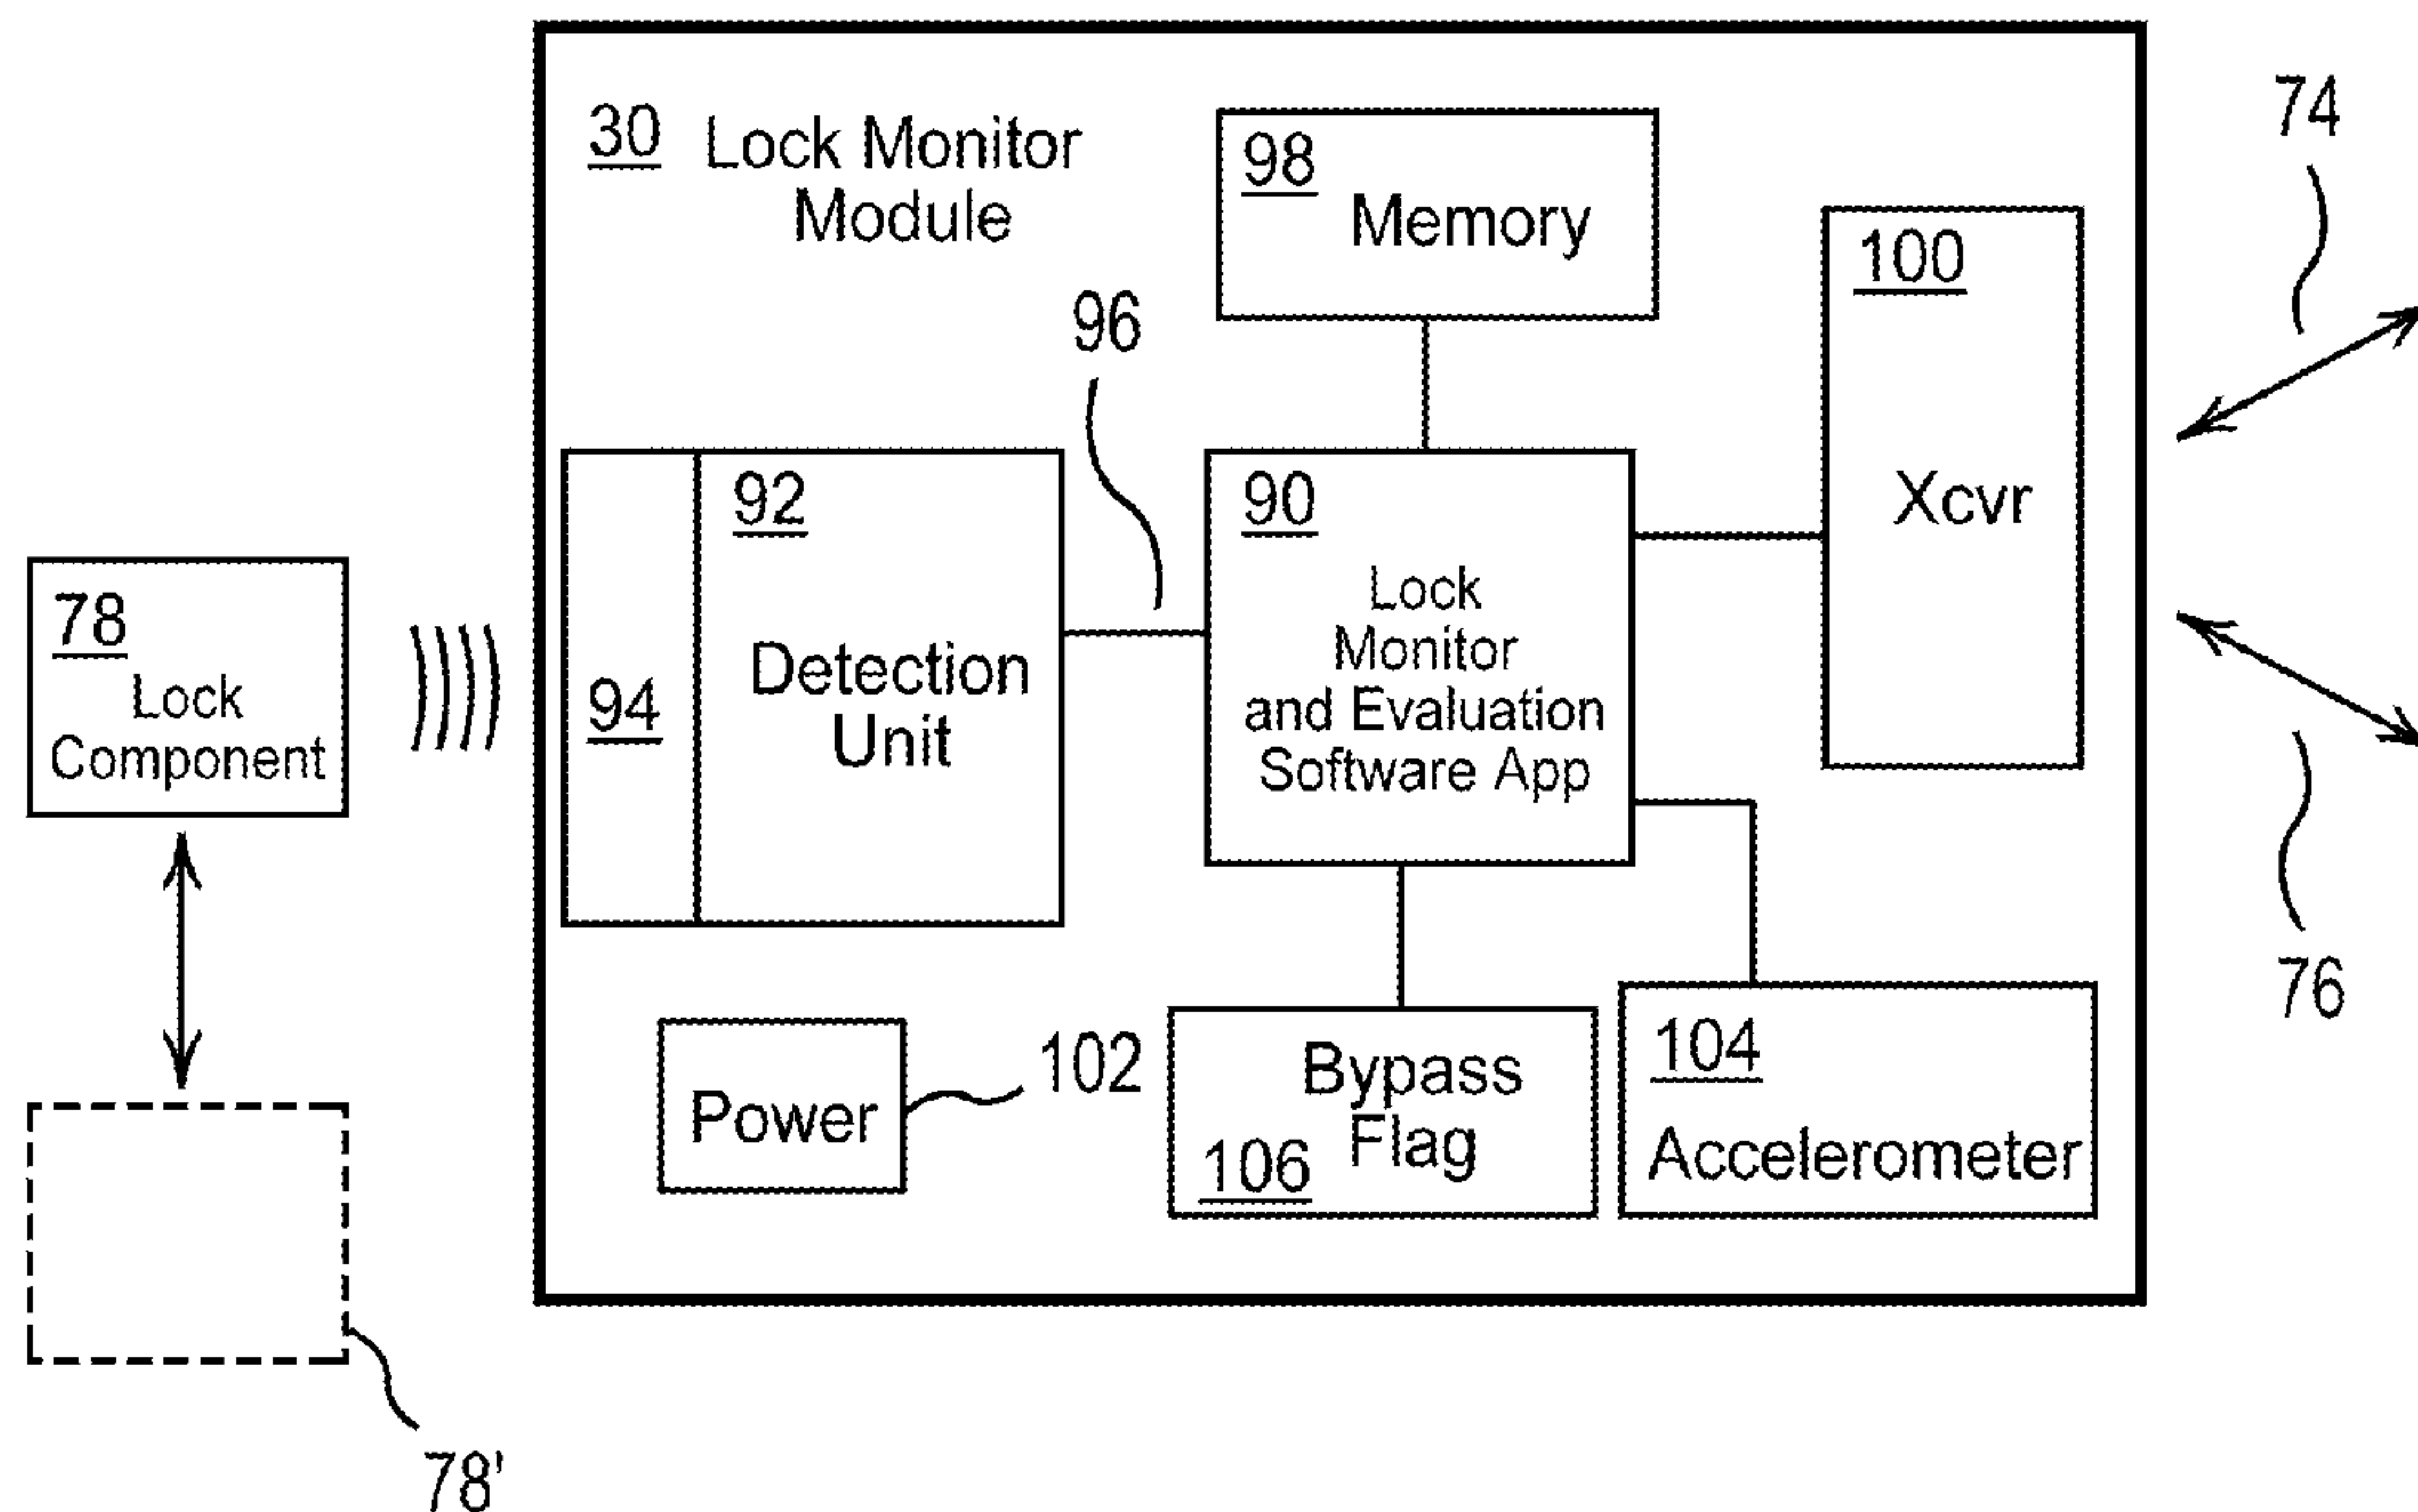 30 Lock Monitor
Module
98
Memory
74
100
Xcvr
96
92
Detection
Unit
94
90
Lock
Monitor
and Evaluation
Software App
78
Lock
Component
76
Power
102
Bypass
Flag
106
104
Accelerometer
78'